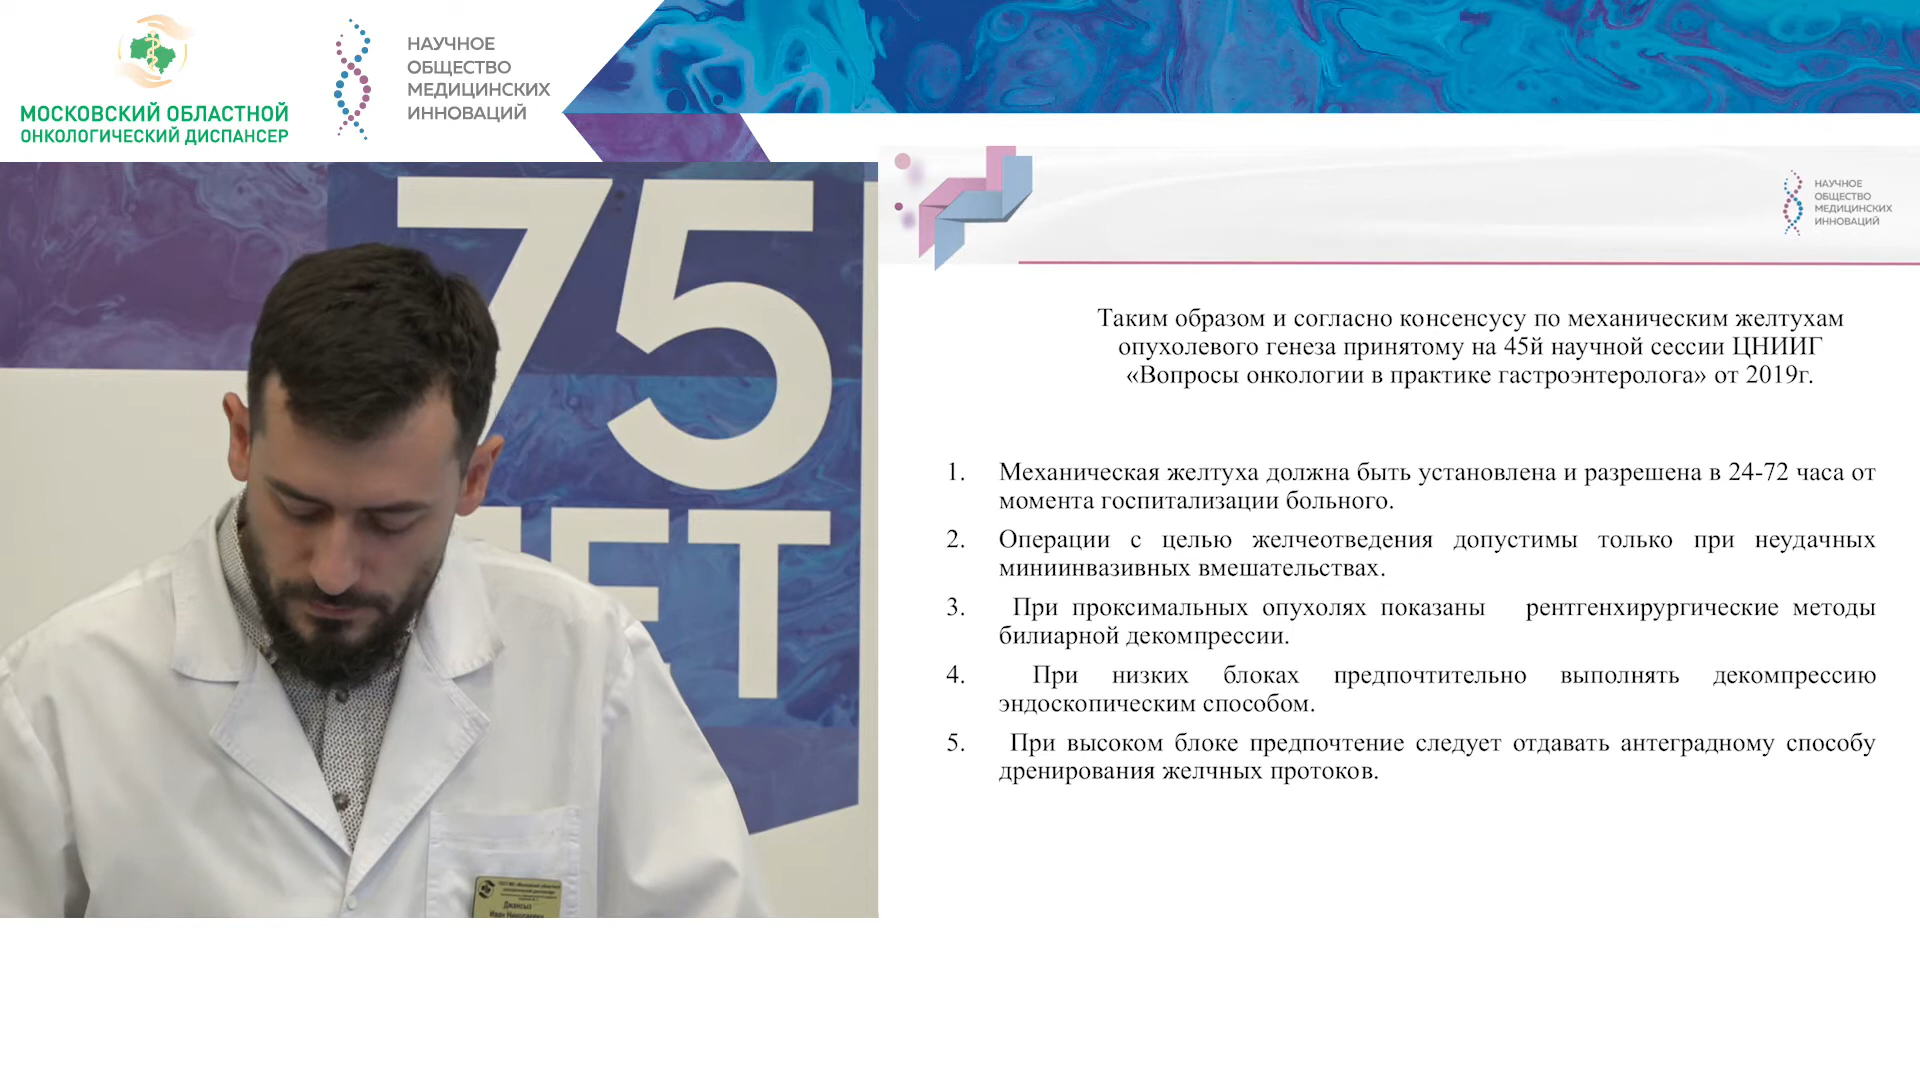 МОСКОВСКИЙ ОБЛАСТНОЙ
ОНКОЛОГИЧЕСКИЙ ДИСПАНСЕР
НАУЧНОЕ
ОБЩЕСТВО
МЕДИЦИНСКИХ
ИННОВАЦИЙ
75
ЛЕТ
Джансыз
Иван Николаевич
НАУЧНОЕ
ОБЩЕСТВО
МЕДИЦИНСКИХ
ИННОВАЦИЙ
Таким образом и согласно консенсусу по механическим желтухам
опухолевого генеза принятому на 45й научной сессии ЦНИИГ
«Вопросы онкологии в практике гастроэнтеролога» от 2019г.
1. Механическая желтуха должна быть установлена и разрешена в 24-72 часа от
момента госпитализации больного.
2. Операции с целью желчеотведения допустимы только при неудачных
миниинвазивных вмешательствах.
3. При проксимальных опухолях показаны рентгенхирургические методы
билиарной декомпрессии.
4. При низких блоках предпочтительно выполнять декомпрессию
эндоскопическим способом.
5. При высоком блоке предпочтение следует отдавать антеградному способу
дренирования желчных протоков.